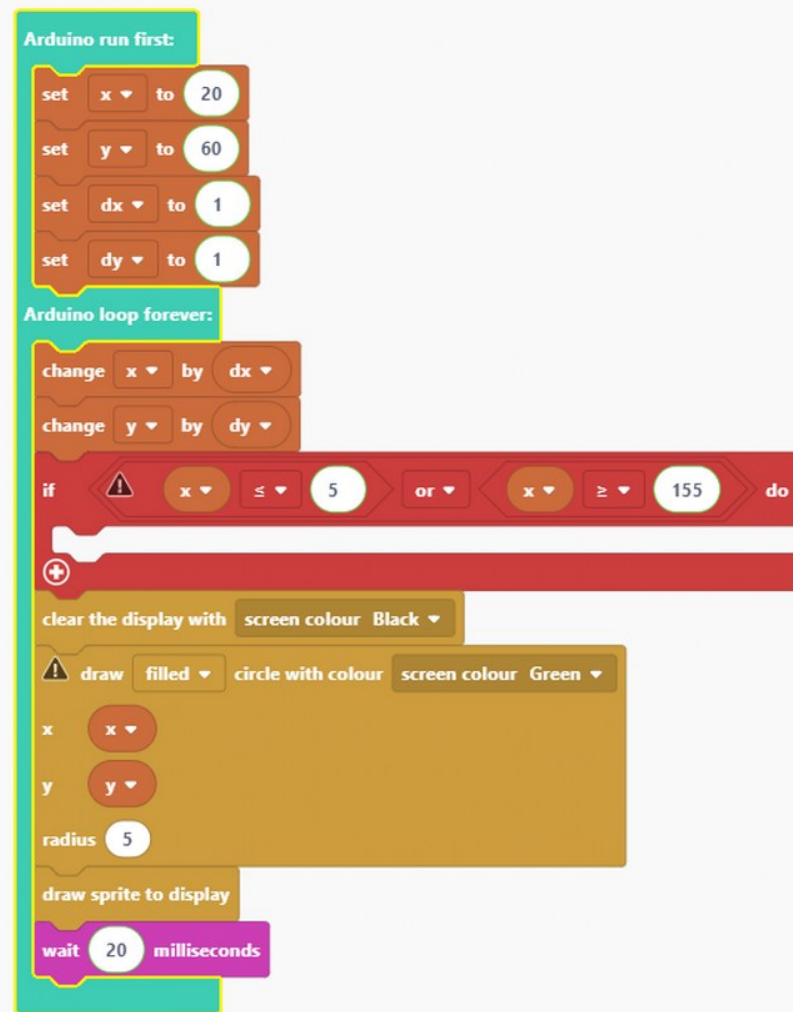 Arduino run first:
set x to 20
set y to 60
set dx to 1
set dy to 1
Arduino loop forever:
change x by dx
change y by dy
if x ≤ 5 or x ≥ 155 do
clear the display with screen colour Black
draw filled circle with colour screen colour Green
x x
y y
radius 5
draw sprite to display
wait 20 milliseconds